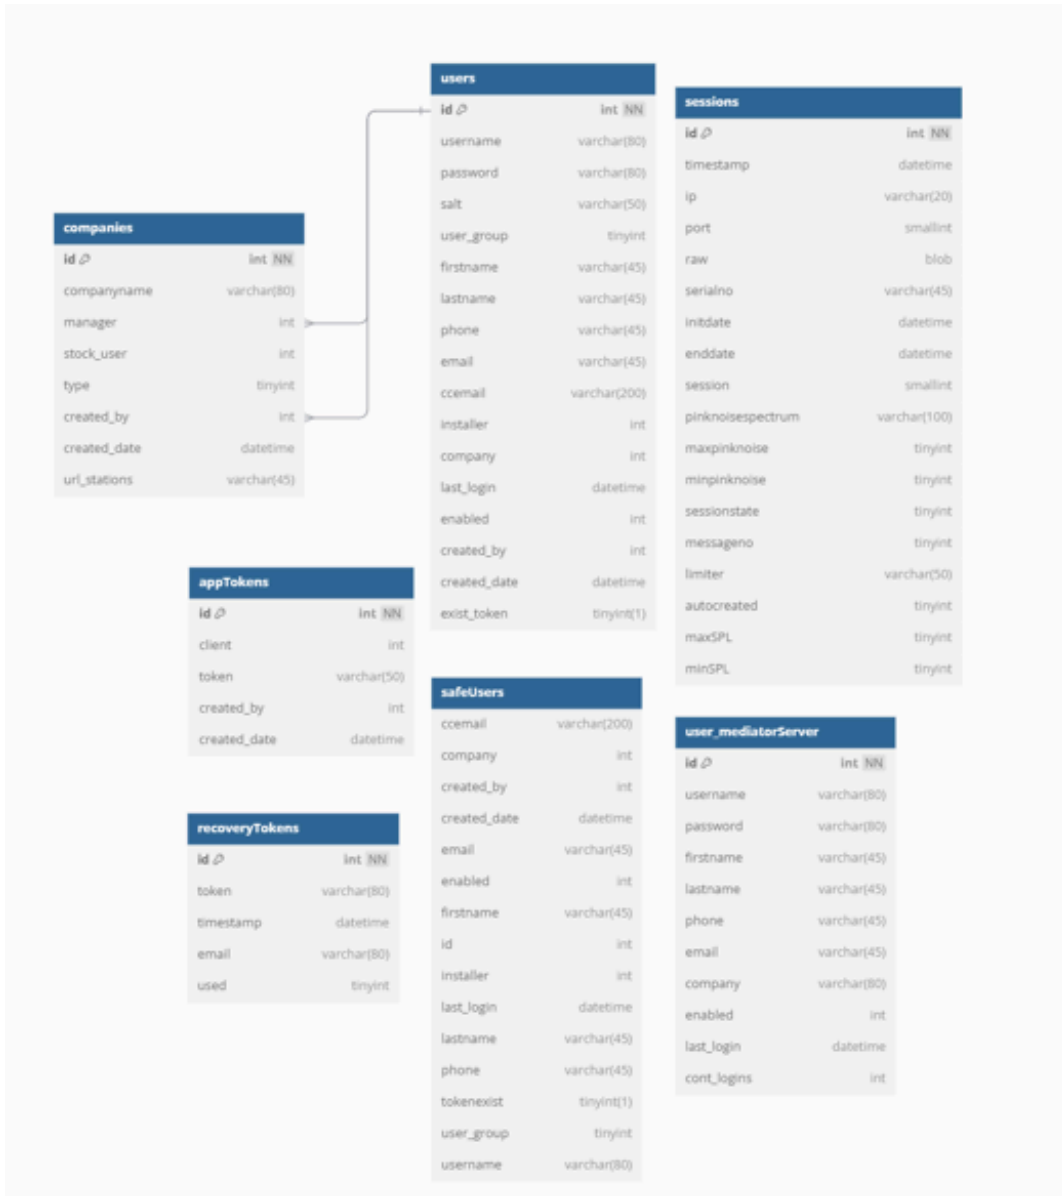 users
id int NN
username varchar(80)
password varchar(80)
salt varchar(50)
user_group tinyint
firstname varchar(45)
lastname varchar(45)
phone varchar(45)
email varchar(45)
ccemail varchar(200)
installer int
company int
last_login datetime
enabled int
created_by int
created_date datetime
exist_token tinyint(1)
sessions
id int NN
timestamp datetime
ip varchar(20)
port smallint
raw blob
serialno varchar(45)
initdate datetime
enddate datetime
session smallint
pinknoisespectrum varchar(100)
maxpinknoise tinyint
minpinknoise tinyint
sessionstate tinyint
messageno tinyint
limiter varchar(50)
autocreated tinyint
maxSPL tinyint
minSPL tinyint
companies
id int NN
companyname varchar(80)
manager int
stock_user int
type tinyint
created_by int
created_date datetime
url_stations varchar(45)
appTokens
id int NN
client int
token varchar(50)
created_by int
created_date datetime
safeUsers
ccemail varchar(200)
company int
created_by int
created_date datetime
email varchar(45)
enabled int
firstname varchar(45)
id int
installer int
last_login datetime
lastname varchar(45)
phone varchar(45)
tokenexist tinyint(1)
user_group tinyint
username varchar(80)
user_mediatorServer
id int NN
username varchar(80)
password varchar(80)
firstname varchar(45)
lastname varchar(45)
phone varchar(45)
email varchar(45)
company varchar(80)
enabled int
last_login datetime
cont_logins int
recoveryTokens
id int NN
token varchar(80)
timestamp datetime
email varchar(80)
used tinyint